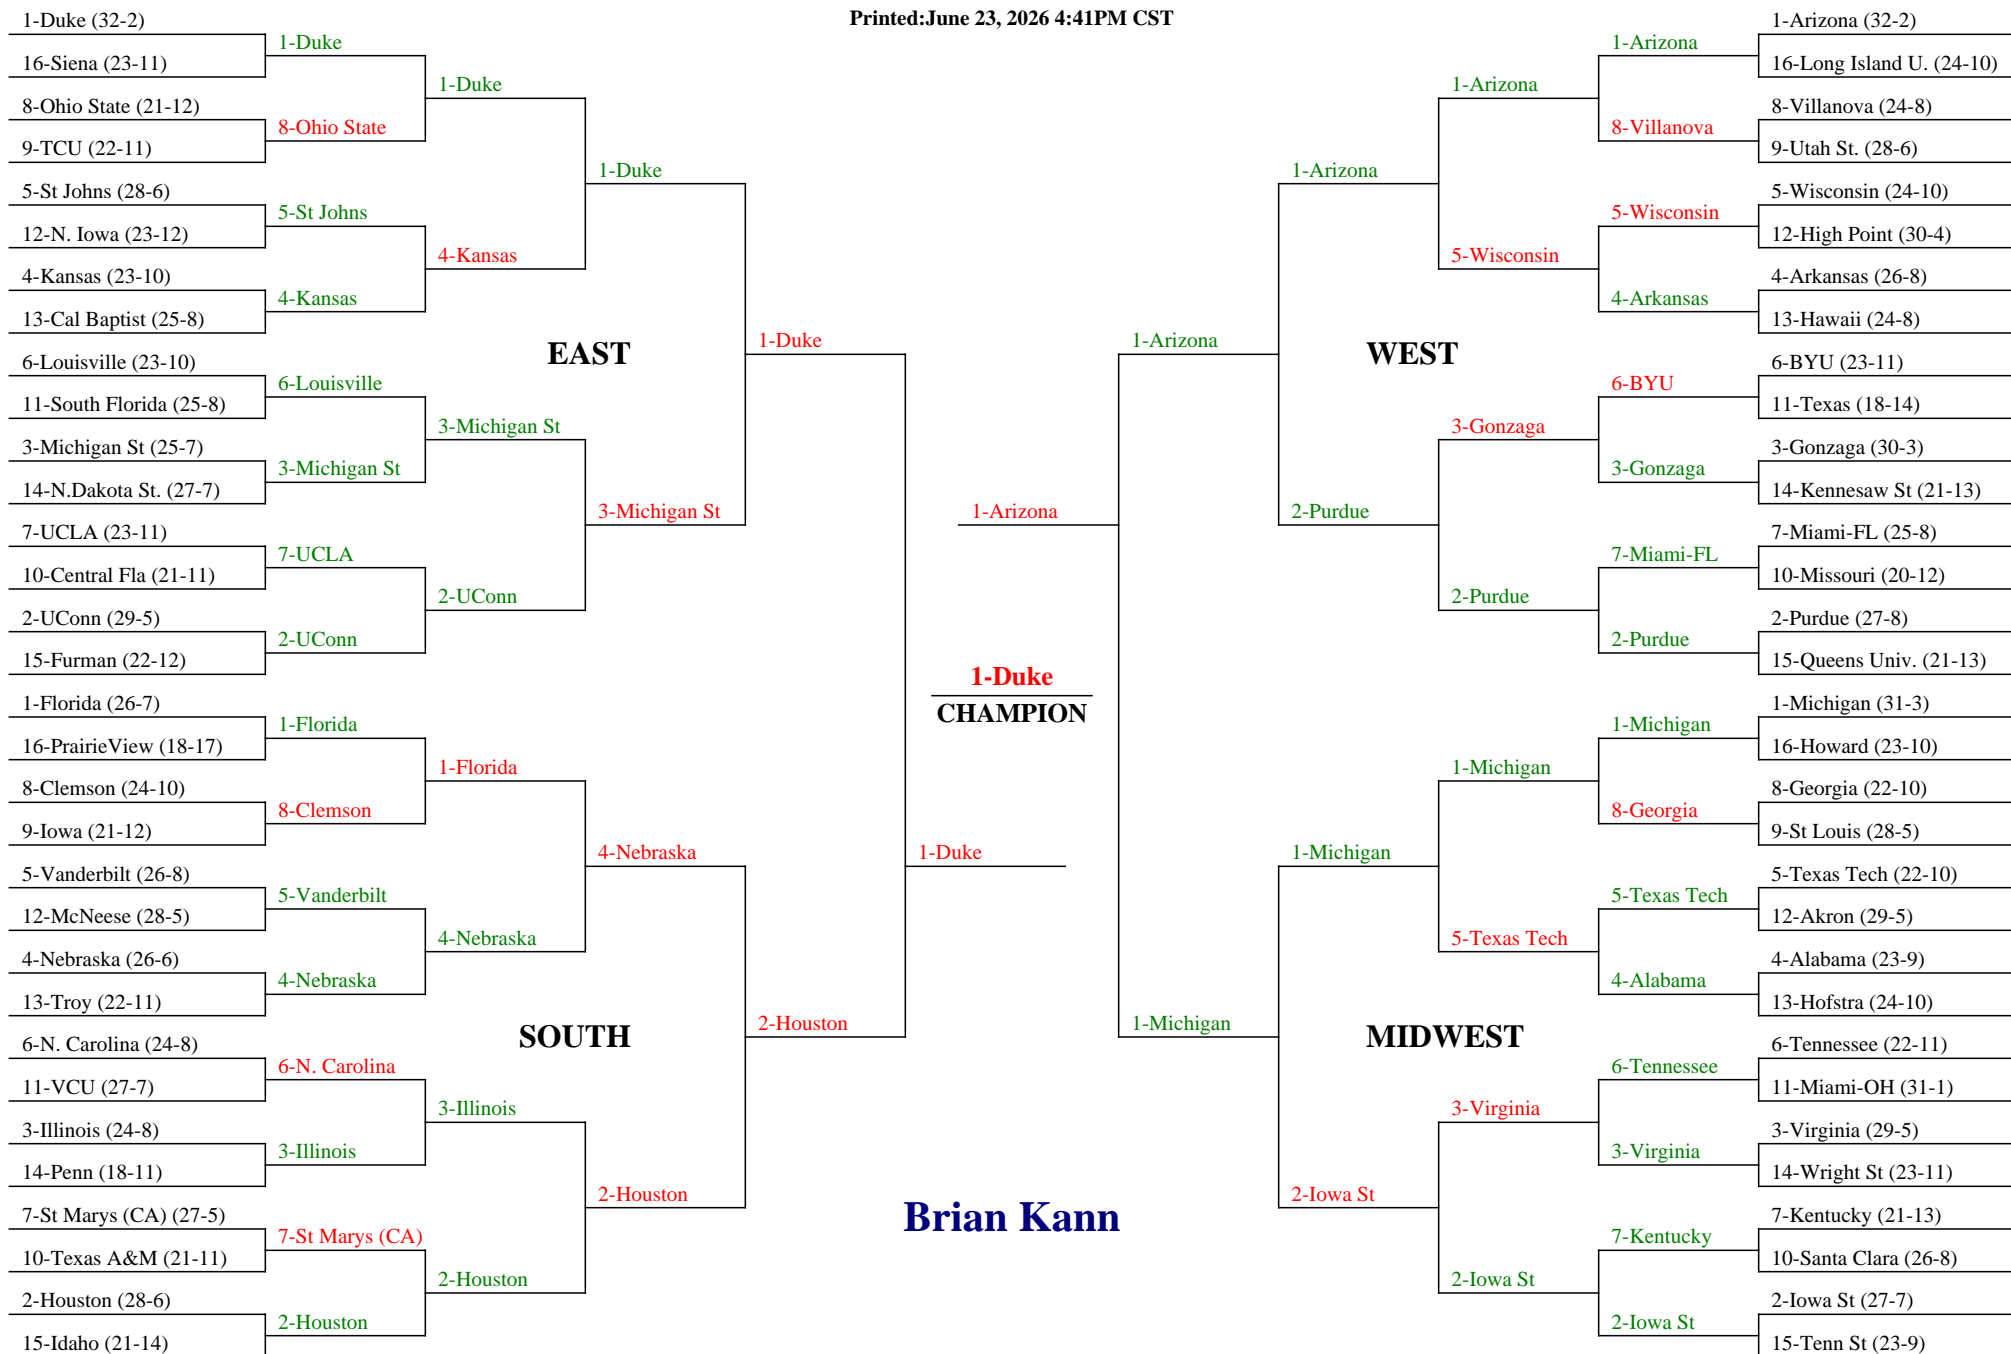 Printed:June 23, 2026 4:41PM CST
1-Duke (32-2)
16-Siena (23-11)
8-Ohio State (21-12)
9-TCU (22-11)
5-St Johns (28-6)
12-N. Iowa (23-12)
4-Kansas (23-10)
13-Cal Baptist (25-8)
6-Louisville (23-10)
11-South Florida (25-8)
3-Michigan St (25-7)
14-N.Dakota St. (27-7)
7-UCLA (23-11)
10-Central Fla (21-11)
2-UConn (29-5)
15-Furman (22-12)
1-Florida (26-7)
16-PrairieView (18-17)
8-Clemson (24-10)
9-Iowa (21-12)
5-Vanderbilt (26-8)
12-McNeese (28-5)
4-Nebraska (26-6)
13-Troy (22-11)
6-N. Carolina (24-8)
11-VCU (27-7)
3-Illinois (24-8)
14-Penn (18-11)
7-St Marys (CA) (27-5)
10-Texas A&M (21-11)
2-Houston (28-6)
15-Idaho (21-14)
1-Duke
8-Ohio State
5-St Johns
4-Kansas
6-Louisville
3-Michigan St
7-UCLA
2-UConn
1-Florida
8-Clemson
5-Vanderbilt
4-Nebraska
6-N. Carolina
3-Illinois
7-St Marys (CA)
2-Houston
1-Duke
4-Kansas
3-Michigan St
2-UConn
1-Florida
4-Nebraska
3-Illinois
2-Houston
1-Duke
3-Michigan St
4-Nebraska
2-Houston
EAST
SOUTH
1-Duke
2-Houston
1-Duke
1-Arizona
1-Duke
CHAMPION
Brian Kann
1-Arizona
1-Michigan
WEST
MIDWEST
1-Arizona
2-Purdue
1-Michigan
2-Iowa St
1-Arizona
5-Wisconsin
3-Gonzaga
2-Purdue
1-Michigan
5-Texas Tech
3-Virginia
2-Iowa St
1-Arizona
8-Villanova
5-Wisconsin
4-Arkansas
6-BYU
3-Gonzaga
7-Miami-FL
2-Purdue
1-Michigan
8-Georgia
5-Texas Tech
4-Alabama
6-Tennessee
3-Virginia
7-Kentucky
2-Iowa St
1-Arizona (32-2)
16-Long Island U. (24-10)
8-Villanova (24-8)
9-Utah St. (28-6)
5-Wisconsin (24-10)
12-High Point (30-4)
4-Arkansas (26-8)
13-Hawaii (24-8)
6-BYU (23-11)
11-Texas (18-14)
3-Gonzaga (30-3)
14-Kennesaw St (21-13)
7-Miami-FL (25-8)
10-Missouri (20-12)
2-Purdue (27-8)
15-Queens Univ. (21-13)
1-Michigan (31-3)
16-Howard (23-10)
8-Georgia (22-10)
9-St Louis (28-5)
5-Texas Tech (22-10)
12-Akron (29-5)
4-Alabama (23-9)
13-Hofstra (24-10)
6-Tennessee (22-11)
11-Miami-OH (31-1)
3-Virginia (29-5)
14-Wright St (23-11)
7-Kentucky (21-13)
10-Santa Clara (26-8)
2-Iowa St (27-7)
15-Tenn St (23-9)